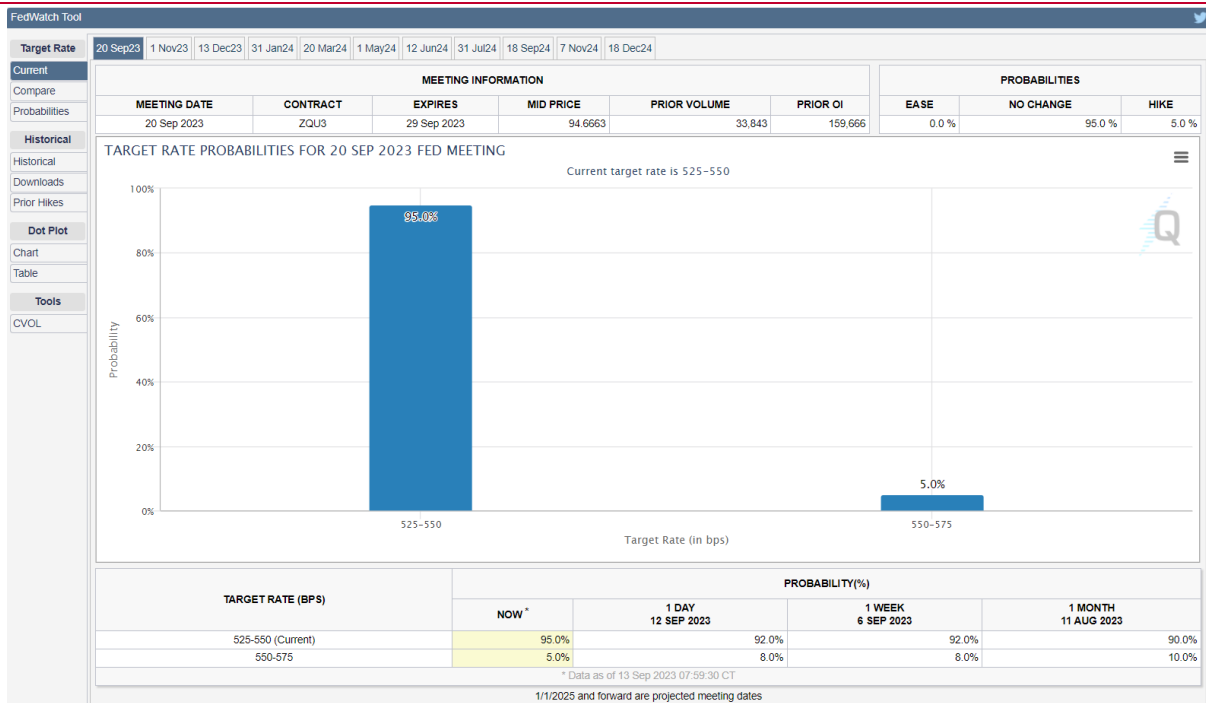 FedWatch Tool
Target Rate
Current
Compare
Probabilities
Historical
Historical
Downloads
Prior Hikes
Dot Plot
Chart
Table
Tools
CVOL
20 Sep23 1 Nov23 13 Dec23 31 Jan24 20 Mar24 1 May24 12 Jun24 31 Jul24 18 Sep24 7 Nov24 18 Dec24
MEETING INFORMATION
MEETING DATE CONTRACT EXPIRES MID PRICE PRIOR VOLUME PRIOR OI
20 Sep 2023 ZQU3 29 Sep 2023 94.6663 33,843 159,666
PROBABILITIES
EASE NO CHANGE HIKE
0.0 % 95.0 % 5.0 %
TARGET RATE PROBABILITIES FOR 20 SEP 2023 FED MEETING
Current target rate is 525-550
Probability
100%
80%
60%
40%
20%
0%
95.0%
5.0%
Q
525-550 550-575
Target Rate (in bps)
TARGET RATE (BPS) PROBABILITY(%)
NOW * 1 DAY 1 WEEK 1 MONTH
12 SEP 2023 6 SEP 2023 11 AUG 2023
525-550 (Current) 95.0% 92.0% 92.0% 90.0%
550-575 5.0% 8.0% 8.0% 10.0%
* Data as of 13 Sep 2023 07:59:30 CT
1/1/2025 and forward are projected meeting dates